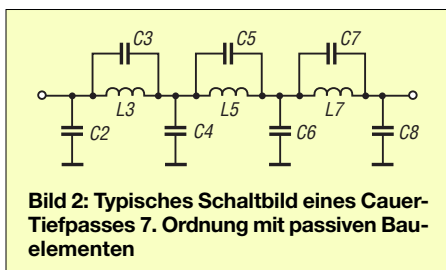 C3 C5 C7
L3 L5 L7
C2 C4 C6 C8
Bild 2: Typisches Schaltbild eines Cauer-
Tiefpasses 7. Ordnung mit passiven Bau-
elementen